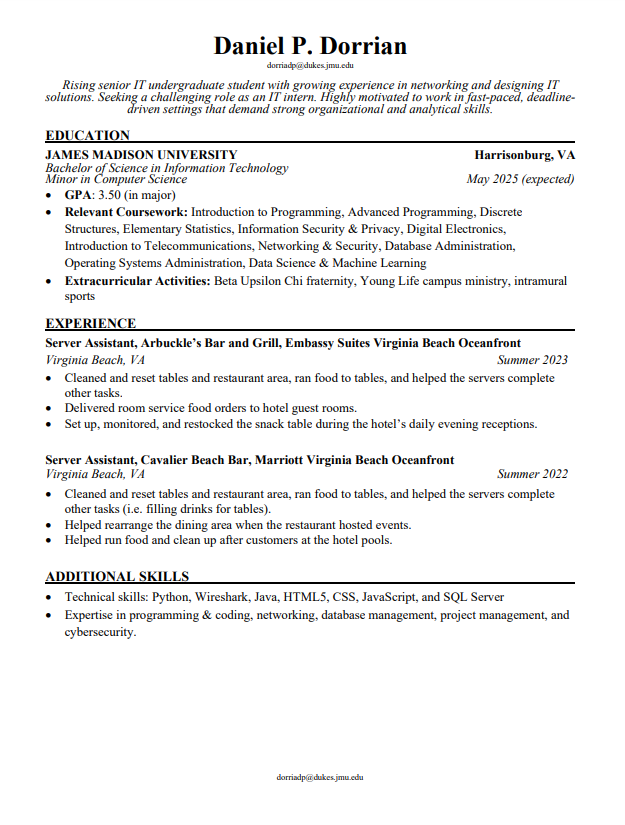 Daniel P. Dorrian
dorriadp@dukes.jmu.edu
Rising senior IT undergraduate student with growing experience in networking and designing IT
solutions. Seeking a challenging role as an IT intern. Highly motivated to work in fast-paced, deadline-
driven settings that demand strong organizational and analytical skills.
EDUCATION
JAMES MADISON UNIVERSITY Harrisonburg, VA
Bachelor of Science in Information Technology
Minor in Computer Science May 2025 (expected)
• GPA: 3.50 (in major)
• Relevant Coursework: Introduction to Programming, Advanced Programming, Discrete
Structures, Elementary Statistics, Information Security & Privacy, Digital Electronics,
Introduction to Telecommunications, Networking & Security, Database Administration,
Operating Systems Administration, Data Science & Machine Learning
• Extracurricular Activities: Beta Upsilon Chi fraternity, Young Life campus ministry, intramural
sports
EXPERIENCE
Server Assistant, Arbuckle’s Bar and Grill, Embassy Suites Virginia Beach Oceanfront
Virginia Beach, VA Summer 2023
• Cleaned and reset tables and restaurant area, ran food to tables, and helped the servers complete
other tasks.
• Delivered room service food orders to hotel guest rooms.
• Set up, monitored, and restocked the snack table during the hotel’s daily evening receptions.
Server Assistant, Cavalier Beach Bar, Marriott Virginia Beach Oceanfront
Virginia Beach, VA Summer 2022
• Cleaned and reset tables and restaurant area, ran food to tables, and helped the servers complete
other tasks (i.e. filling drinks for tables).
• Helped rearrange the dining area when the restaurant hosted events.
• Helped run food and clean up after customers at the hotel pools.
ADDITIONAL SKILLS
• Technical skills: Python, Wireshark, Java, HTML5, CSS, JavaScript, and SQL Server
• Expertise in programming & coding, networking, database management, project management, and
cybersecurity.
dorriadp@dukes.jmu.edu